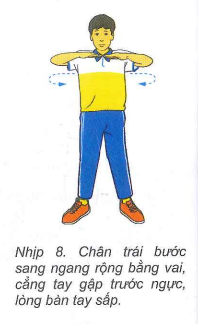 Nhịp 8. Chân trái bước
sang ngang rộng bằng vai,
cẳng tay gập trước ngực,
lòng bàn tay sấp.